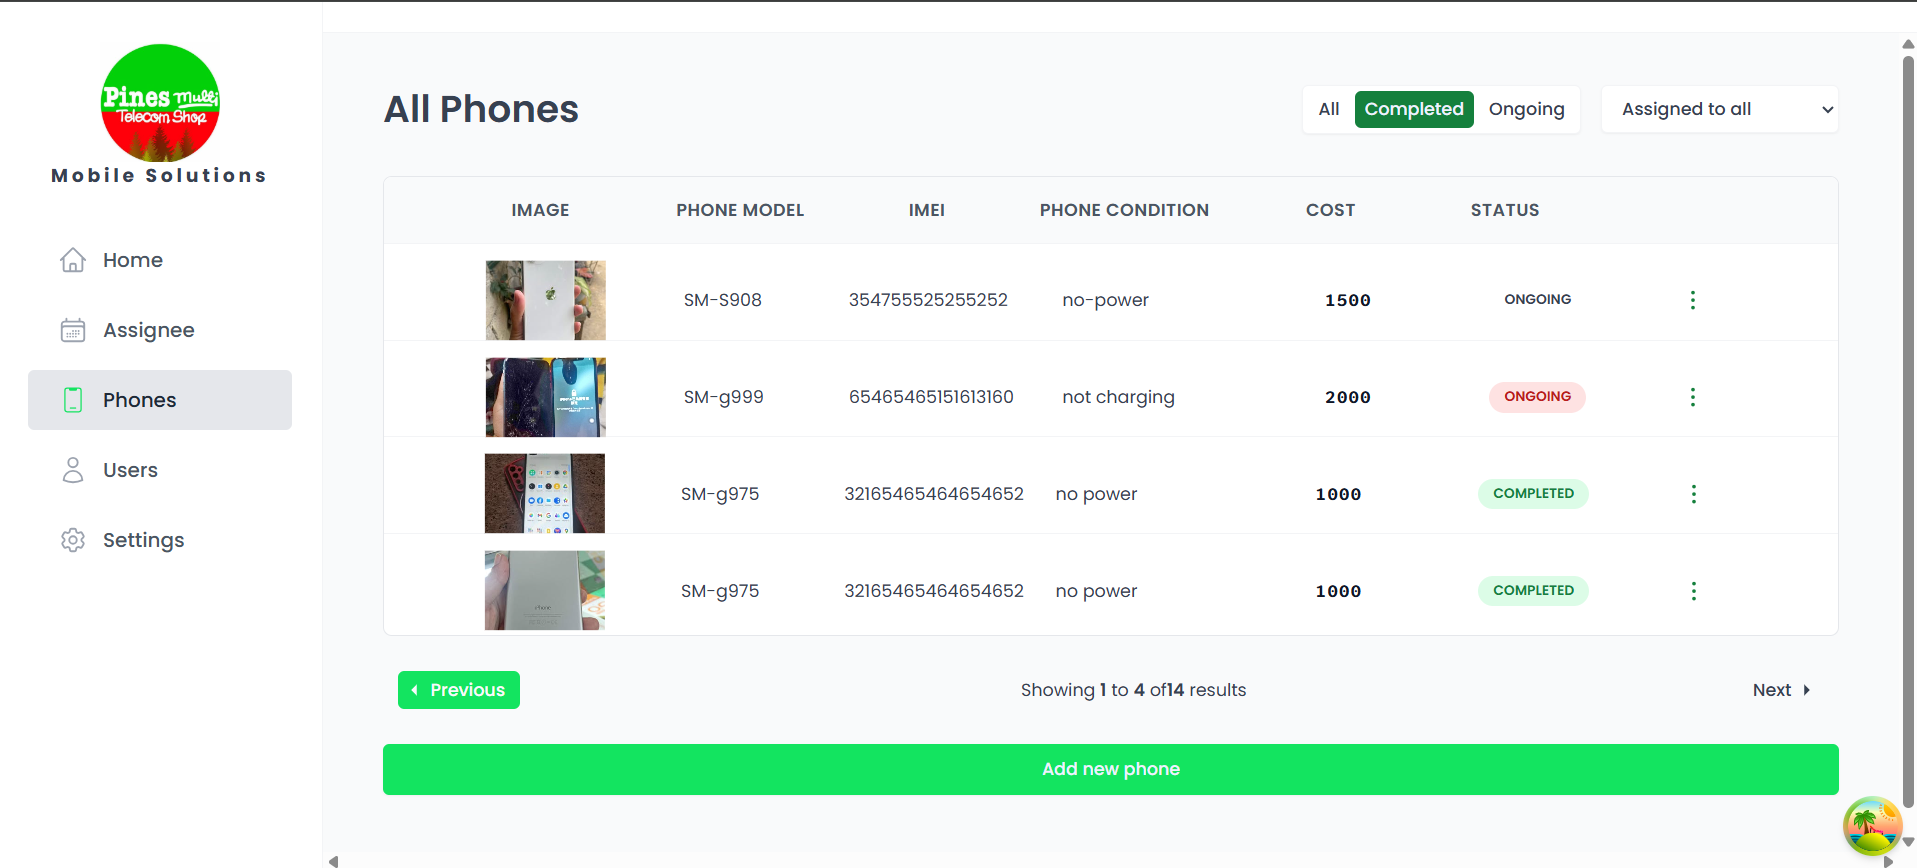 Pines Multi
Telecom Shop
Mobile Solutions
Home
Assignee
Phones
Users
Settings
All Phones
All Completed Ongoing Assigned to all
IMAGE PHONE MODEL IMEI PHONE CONDITION COST STATUS
SM-S908 354755525255252 no-power 1500 ONGOING
SM-g999 65465465151613160 not charging 2000 ONGOING
SM-g975 32165465464654652 no power 1000 COMPLETED
iPhone
SM-g975 32165465464654652 no power 1000 COMPLETED
Previous Showing 1 to 4 of14 results Next
Add new phone